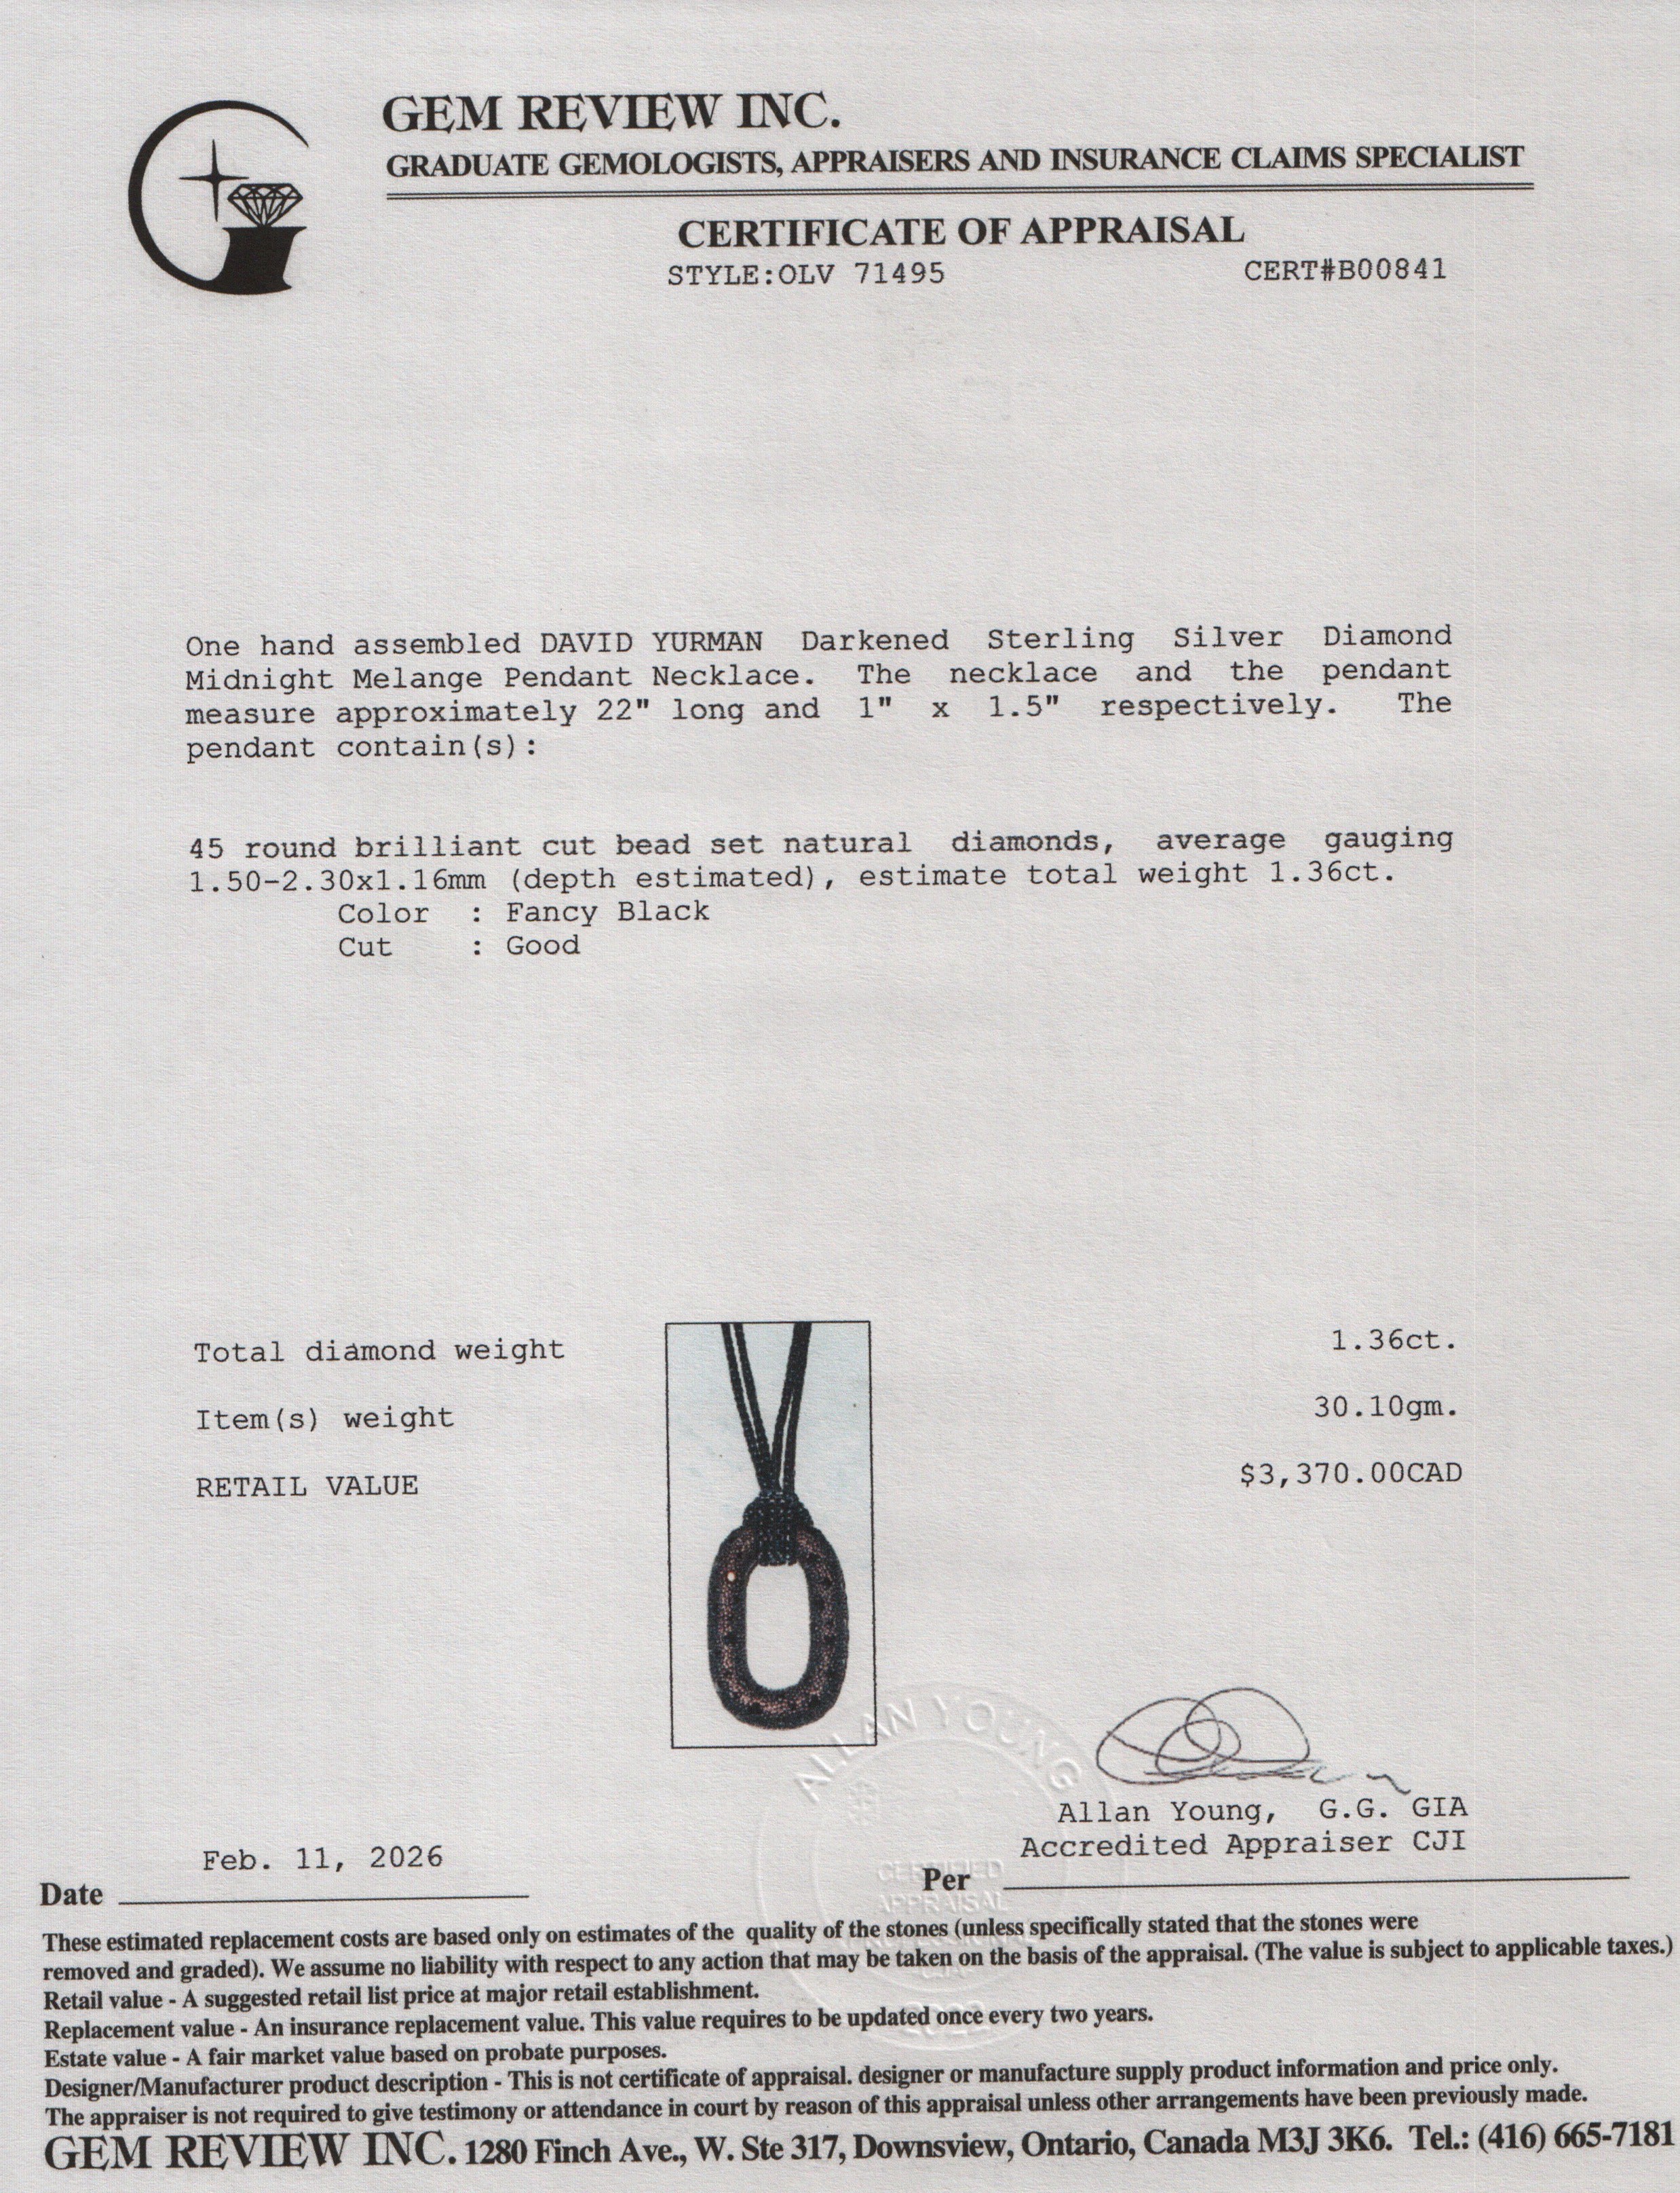 GEM REVIEW INC.
GRADUATE GEMOLOGISTS, APPRAISERS AND INSURANCE CLAIMS SPECIALIST
CERTIFICATE OF APPRAISAL
STYLE:OLV 71495 CERT#B00841
One hand assembled DAVID YURMAN Darkened Sterling Silver Diamond
Midnight Melange Pendant Necklace. The necklace and the pendant
measure approximately 22" long and 1" x 1.5" respectively. The
pendant contain(s):
45 round brilliant cut bead set natural diamonds, average gauging
1.50-2.30x1.16mm (depth estimated), estimate total weight 1.36ct.
Color : Fancy Black
Cut : Good
Total diamond weight 1.36ct.
Item(s) weight 30.10gm.
RETAIL VALUE $3,370.00CAD
ALLAN YOUNG
CERTIFIED
APPRAISAL
Allan Young, G.G. GIA
Accredited Appraiser CJI
Feb. 11, 2026
Date Per
These estimated replacement costs are based only on estimates of the quality of the stones (unless specifically stated that the stones were
removed and graded). We assume no liability with respect to any action that may be taken on the basis of the appraisal. (The value is subject to applicable taxes.)
Retail value - A suggested retail list price at major retail establishment.
Replacement value - An insurance replacement value. This value requires to be updated once every two years.
Estate value - A fair market value based on probate purposes.
Designer/Manufacturer product description - This is not certificate of appraisal. designer or manufacture supply product information and price only.
The appraiser is not required to give testimony or attendance in court by reason of this appraisal unless other arrangements have been previously made.
GEM REVIEW INC. 1280 Finch Ave., W. Ste 317, Downsview, Ontario, Canada M3J 3K6. Tel.: (416) 665-7181